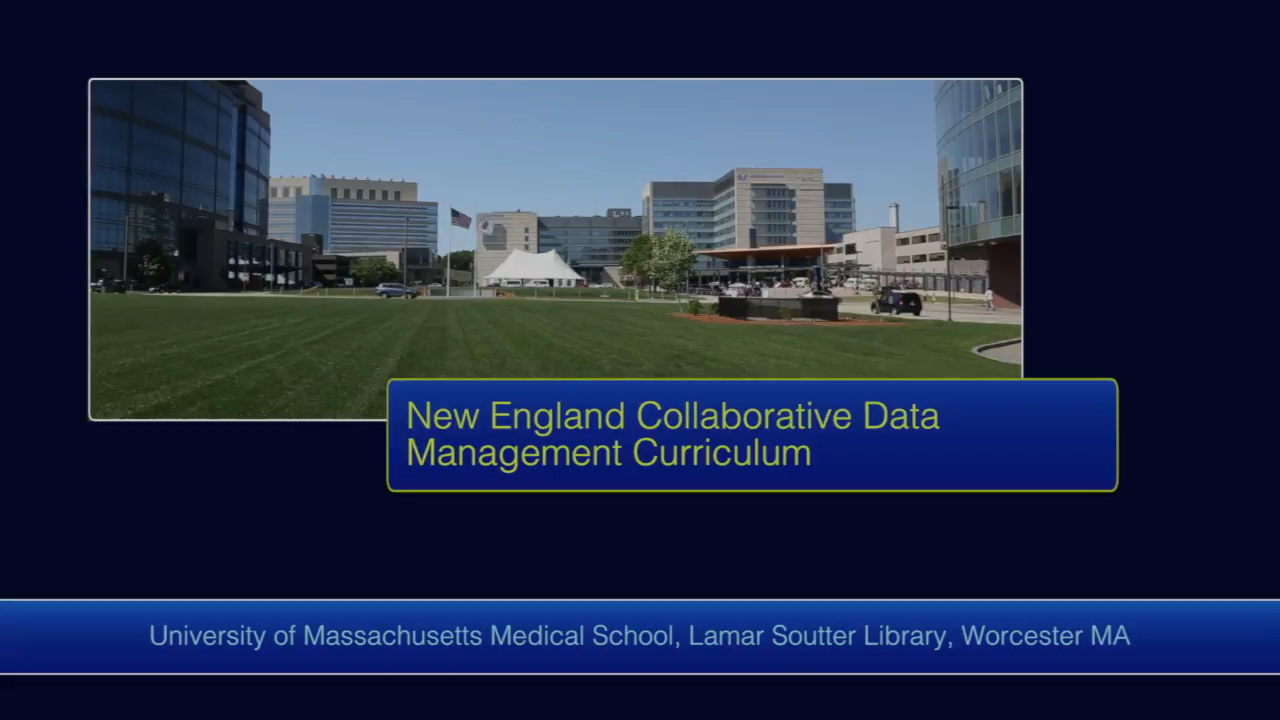 New England Collaborative Data
Management Curriculum
University of Massachusetts Medical School, Lamar Soutter Library, Worcester MA